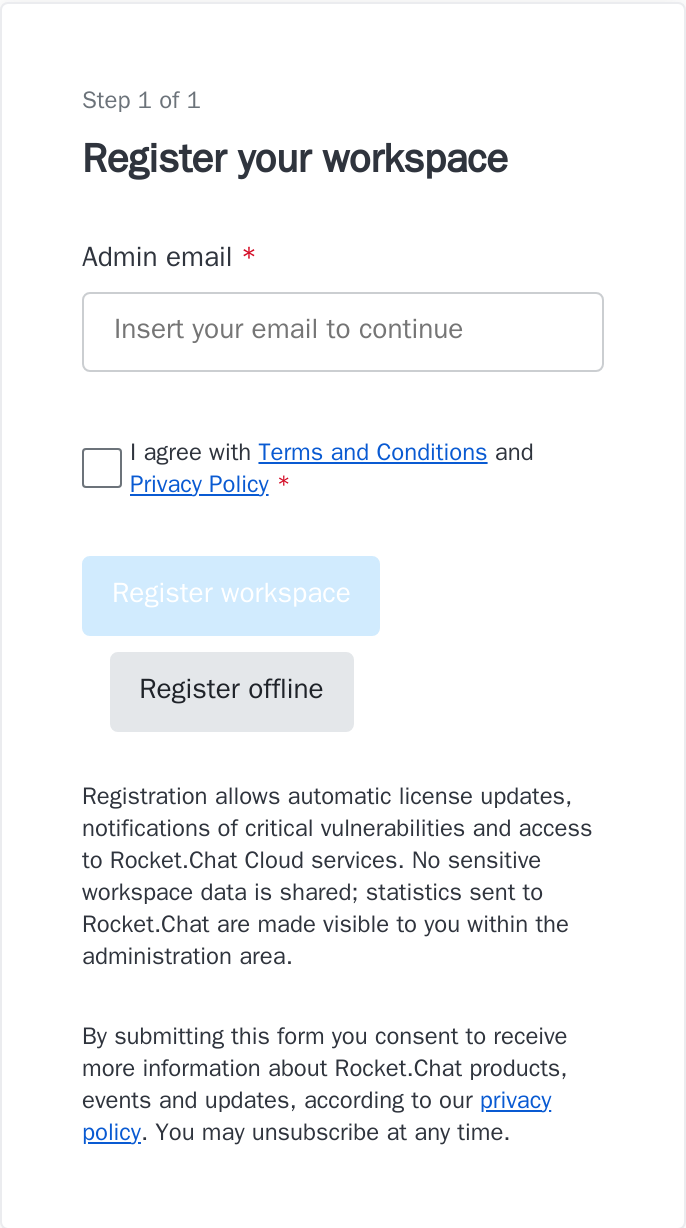 Step 1 of 1
Register your workspace
Admin email *
Insert your email to continue
I agree with Terms and Conditions and
Privacy Policy *
Register workspace
Register offline
Registration allows automatic license updates,
notifications of critical vulnerabilities and access
to Rocket.Chat Cloud services. No sensitive
workspace data is shared; statistics sent to
Rocket.Chat are made visible to you within the
administration area.
By submitting this form you consent to receive
more information about Rocket.Chat products,
events and updates, according to our privacy
policy. You may unsubscribe at any time.